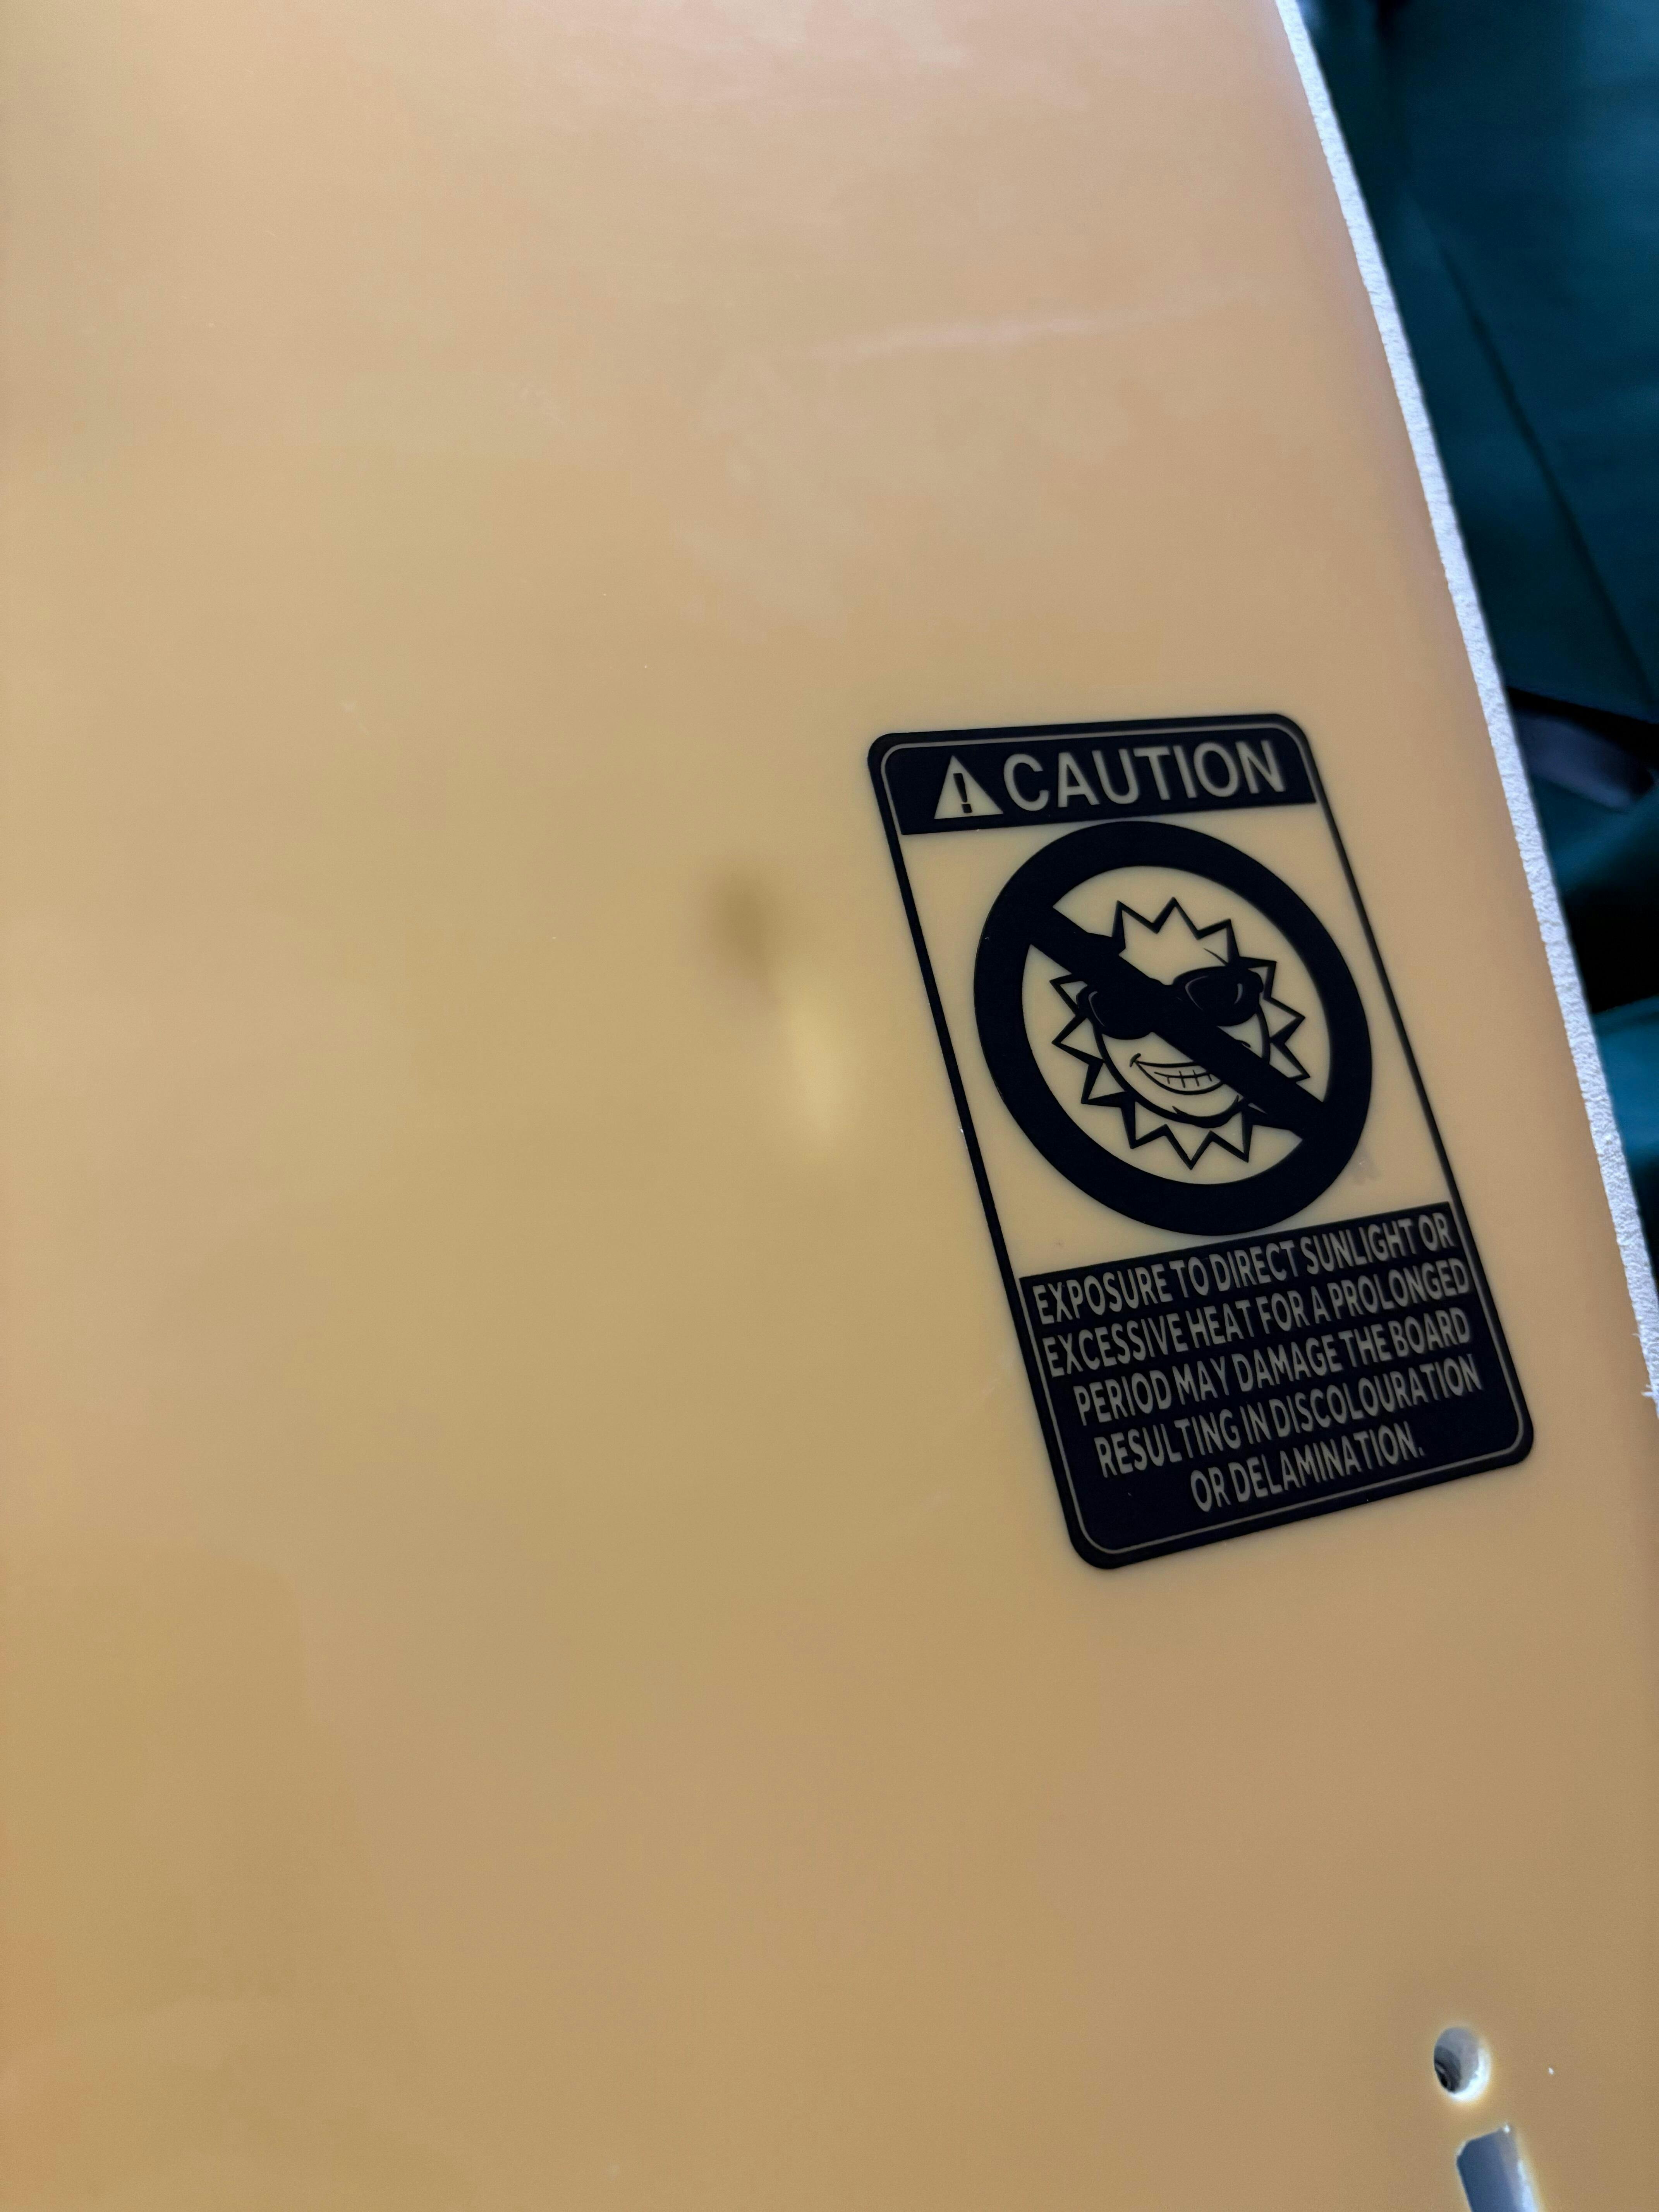 CAUTION
EXPOSURE TO DIRECT SUNLIGHT OR
EXCESSIVE HEAT FOR A PROLONGED
PERIOD MAY DAMAGE THE BOARD
RESULTING IN DISCOLOURATION
OR DELAMINATION.